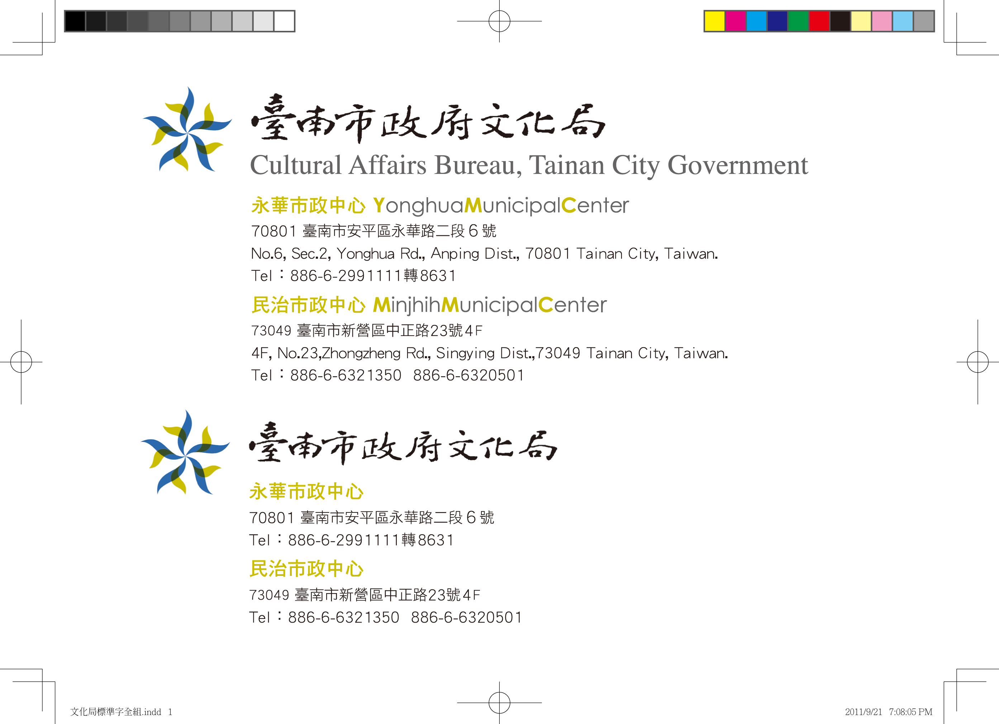 臺南市政府文化局
Cultural Affairs Bureau, Tainan City Government
永華市政中心 YonghuaMunicipalCenter
70801 臺南市安平區永華路二段 6 號
No.6, Sec.2, Yonghua Rd., Anping Dist., 70801 Tainan City, Taiwan.
Tel：886-6-2991111轉8631
民治市政中心 MinjhihMunicipalCenter
73049 臺南市新營區中正路23號4F
4F, No.23,Zhongzheng Rd., Singying Dist.,73049 Tainan City, Taiwan.
Tel：886-6-6321350 886-6-6320501
臺南市政府文化局
永華市政中心
70801 臺南市安平區永華路二段 6 號
Tel：886-6-2991111轉8631
民治市政中心
73049 臺南市新營區中正路23號4F
Tel：886-6-6321350 886-6-6320501
文化局標準字全組.indd 1
2011/9/21 7:08:05 PM